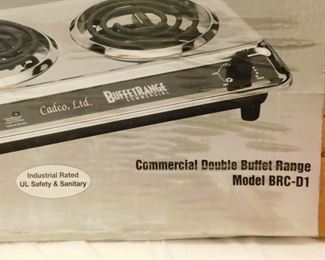 Cadco, Ltd. BUFFETRANGE
COMMERCIAL
Industrial Rated
UL Safety & Sanitary
Commercial Double Buffet Range
Model BRC-D1